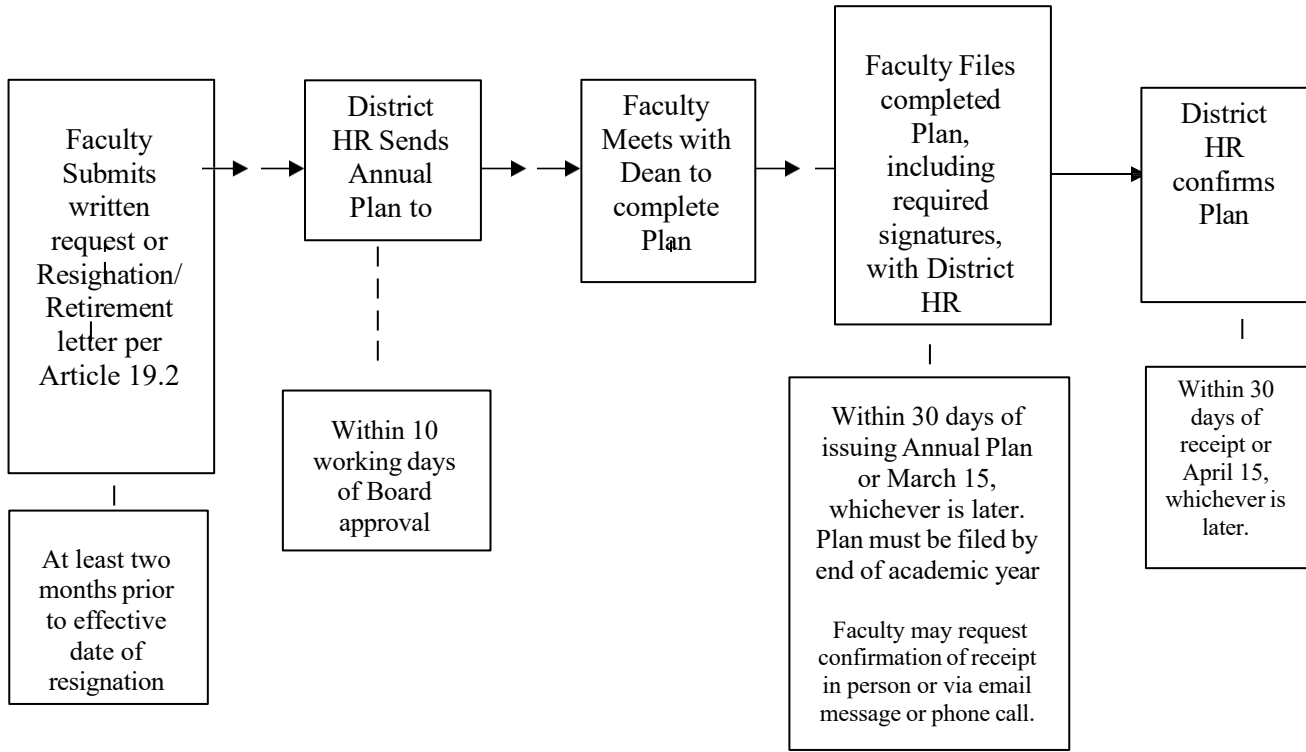 Faculty
Submits
written
request or
Resignation/
Retirement
letter per
Article 19.2
District
HR Sends
Annual
Plan to
Faculty
Meets with
Dean to
complete
Plan
Faculty Files
completed
Plan,
including
required
signatures,
with District
HR
District
HR
confirms
Plan
At least two
months prior
to effective
date of
resignation
Within 10
working days
of Board
approval
Within 30 days of
issuing Annual Plan
or March 15,
whichever is later.
Plan must be filed by
end of academic year
Faculty may request
confirmation of receipt
in person or via email
message or phone call.
Within 30
days of
receipt or
April 15,
whichever is
later.